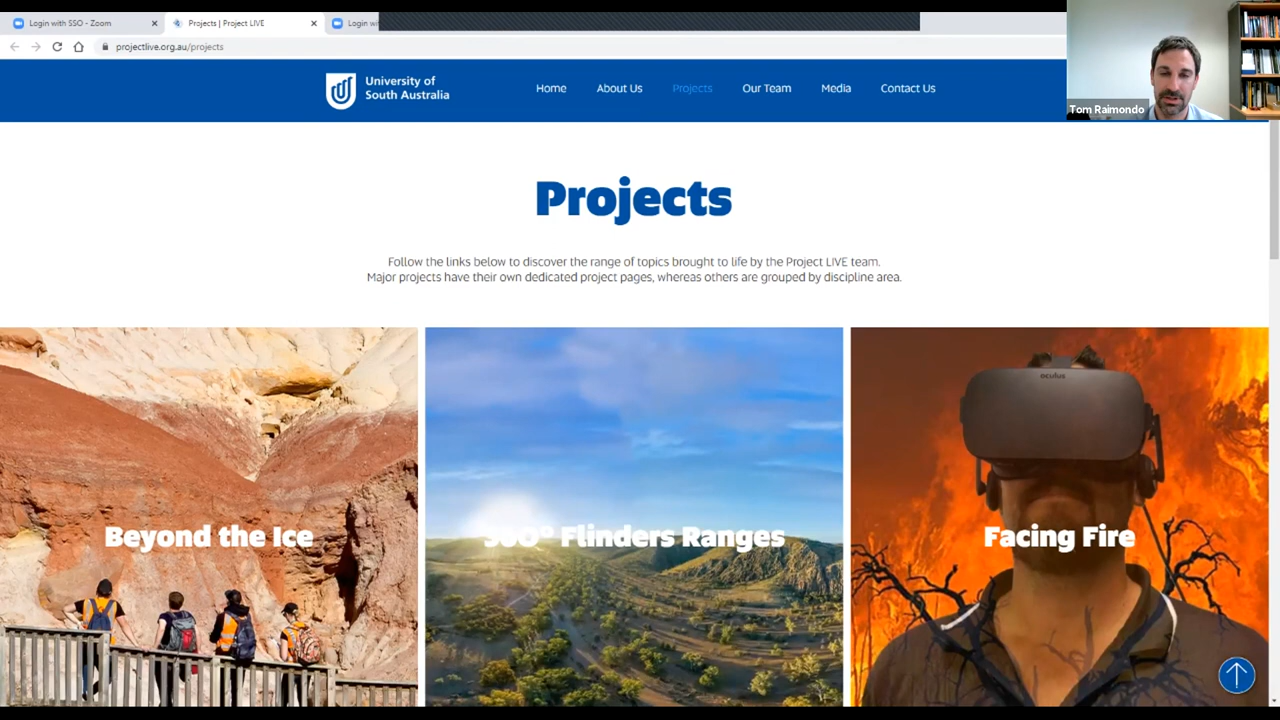 Login with SSO - Zoom
Projects | Project LIVE
Login wi
projectlive.org.au/projects
University of
South Australia
Home
About Us
Projects
Our Team
Media
Contact Us
Tom Raimondo
Projects
Follow the links below to discover the range of topics brought to life by the Project LIVE team.
Major projects have their own dedicated project pages, whereas others are grouped by discipline area.
oculus
Beyond the Ice
360° Flinders Ranges
Facing Fire